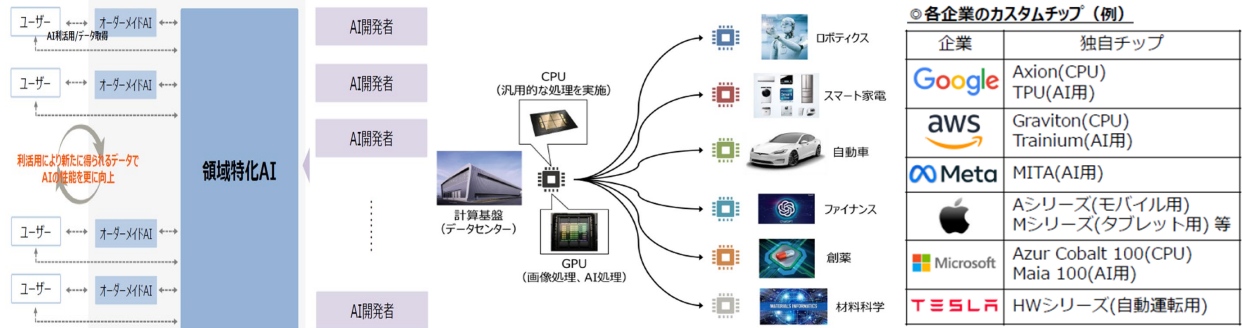 ユーザー
オーダーメイドAI
AI利活用/データ取得
ユーザー
オーダーメイドAI
利活用により新たに得られるデータで
AIの性能を更に向上
ユーザー
オーダーメイドAI
ユーザー
オーダーメイドAI
領域特化AI
AI開発者
AI開発者
AI開発者
AI開発者
CPU
(汎用的な処理を実施)
計算基盤
(データセンター)
GPU
(画像処理、AI処理)
ロボティクス
スマート家電
自動車
ファイナンス
創薬
MATERIALS INFORMATICS
材料科学
◎各企業のカスタムチップ（例）
企業
独自チップ
Google
Axion(CPU)
TPU(AI用)
aws
Graviton(CPU)
Trainium(AI用)
Meta
MITA(AI用)
Aシリーズ(モバイル用)
Mシリーズ(タブレット用) 等
Microsoft
Azur Cobalt 100(CPU)
Maia 100(AI用)
TESLA
HWシリーズ(自動運転用)